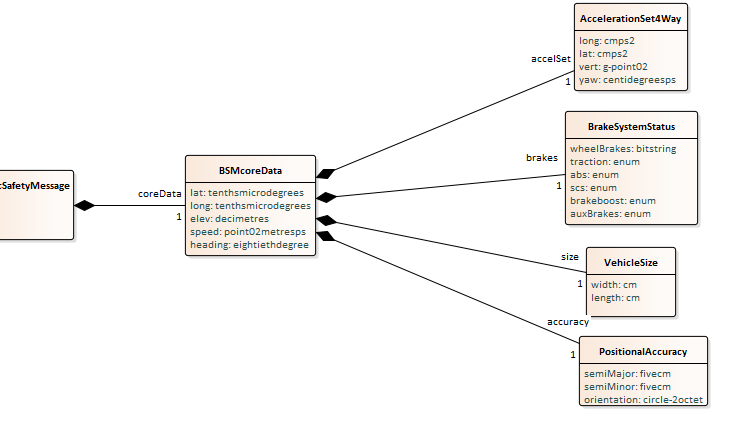 AccelerationSet4Way
long: cmps2
lat: cmps2
vert: g-point02
yaw: centidegreesps
accelSet
1
BrakeSystemStatus
wheelBrakes: bitstring
traction: enum
abs: enum
scs: enum
brakeboost: enum
auxBrakes: enum
brakes
1
BSMcoreData
lat: tenthsmicrodegrees
long: tenthsmicrodegrees
elev: decimetres
speed: point02metresps
heading: eightiethdegree
cSafetyMessage
coreData
1
size
1
VehicleSize
width: cm
length: cm
accuracy
1
PositionalAccuracy
semiMajor: fivecm
semiMinor: fivecm
orientation: circle-2octet